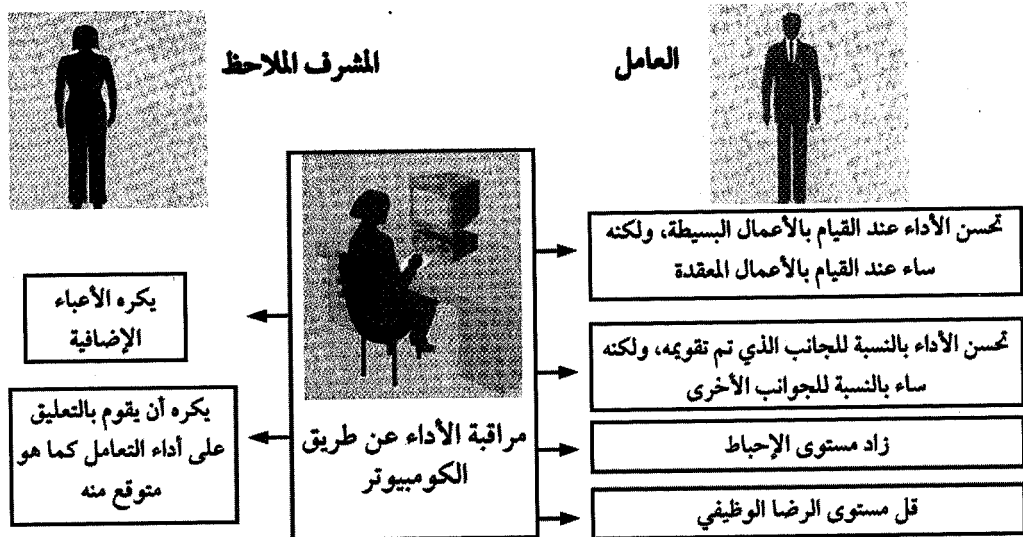 العامل
المشرف الملاحظ
تحسن الأداء عند القيام بالأعمال البسيطة، ولكنه
ساء عند القيام بالأعمال المعقدة
تحسن الأداء بالنسبة للجانب الذي تم تقويمه، ولكنه
ساء بالنسبة للجوانب الأخرى
زاد مستوى الإحباط
قل مستوى الرضا الوظيفي
مراقبة الأداء عن طريق
الكومبيوتر
يكره الأعباء
الإضافية
يكره أن يقوم بالتعليق
على أداء التعامل كما هو
متوقع منه